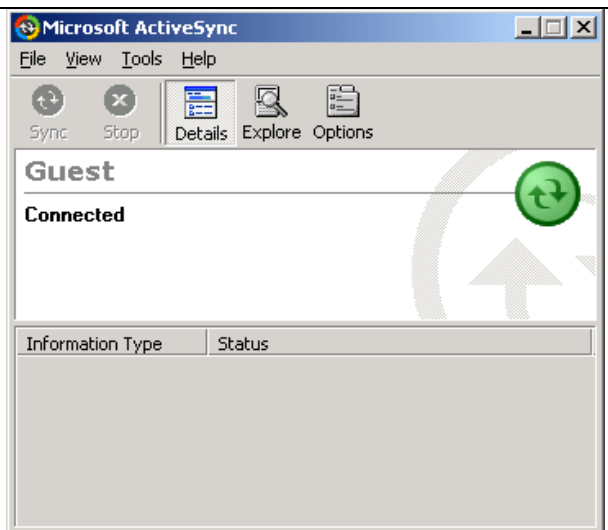 Microsoft ActiveSync
File View Tools Help
Sync Stop Details Explore Options
Guest
Connected
Information Type Status